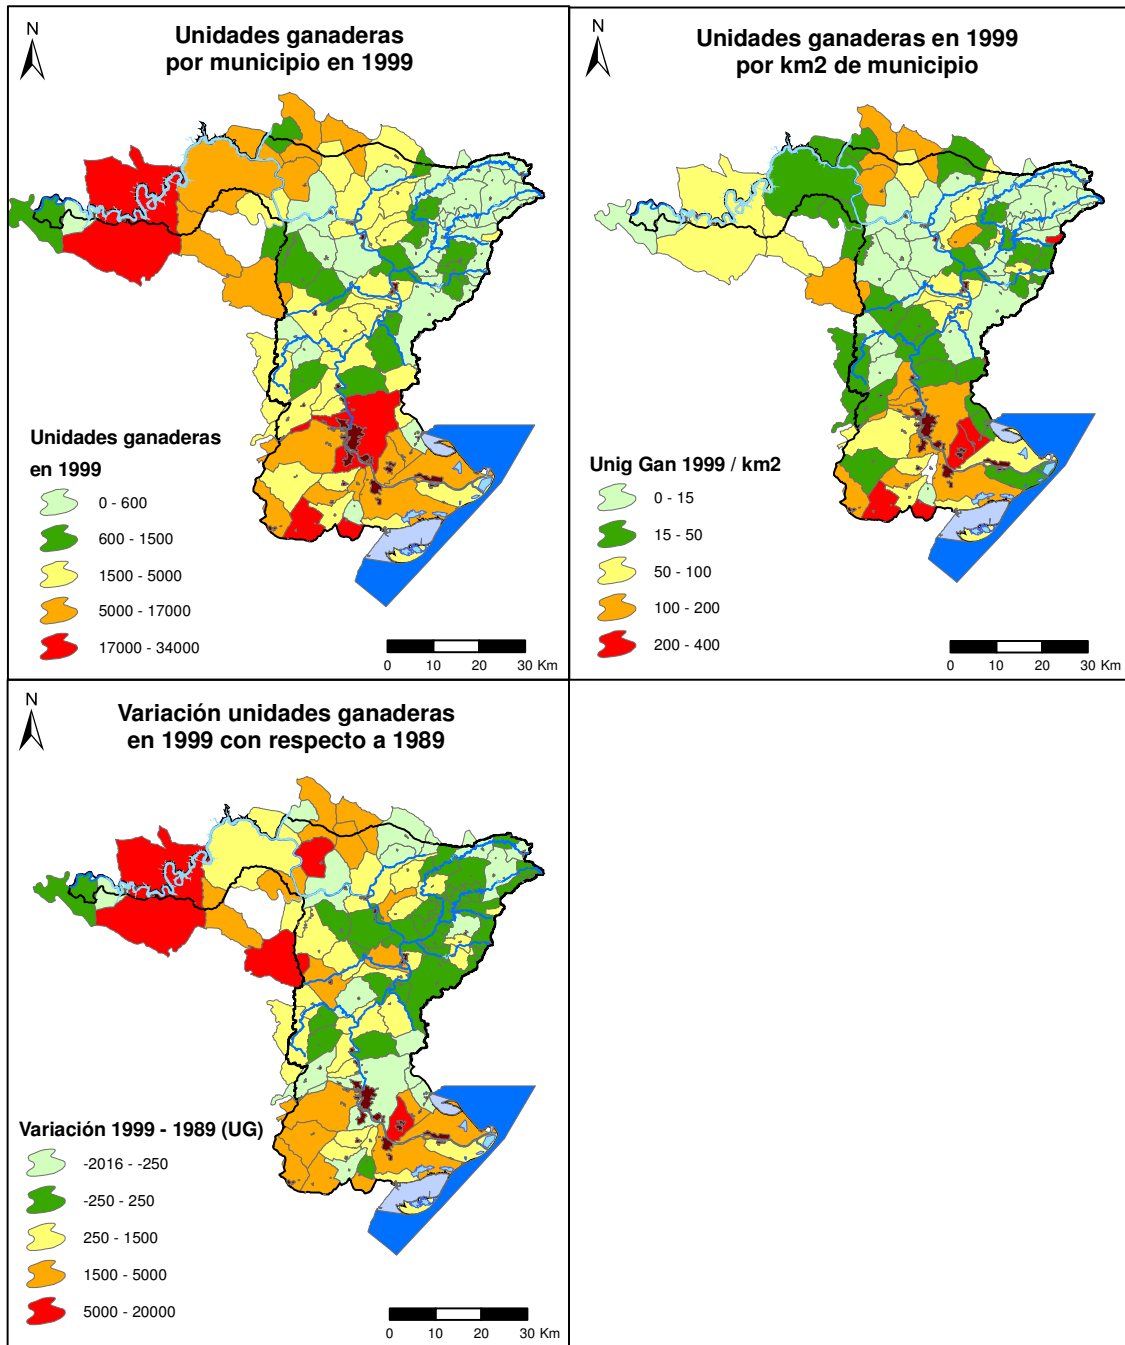 N
Unidades ganaderas
por municipio en 1999
Unidades ganaderas
en 1999
0 - 600
600 - 1500
1500 - 5000
5000 - 17000
17000 - 34000
0 10 20 30 Km
N
Unidades ganaderas en 1999
por km2 de municipio
Unig Gan 1999 / km2
0 - 15
15 - 50
50 - 100
100 - 200
200 - 400
0 10 20 30 Km
N
Variación unidades ganaderas
en 1999 con respecto a 1989
Variación 1999 - 1989 (UG)
-2016 - -250
-250 - 250
250 - 1500
1500 - 5000
5000 - 20000
0 10 20 30 Km